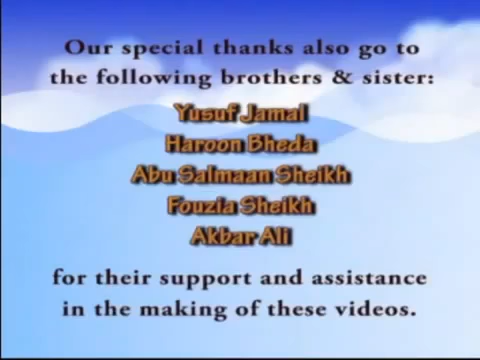 Our special thanks also go to
the following brothers & sister:
Yusuf Jamal
Haroon Bheda
Abu Salmaan Sheikh
Fouzia Sheikh
Akbar Ali
for their support and assistance
in the making of these videos.